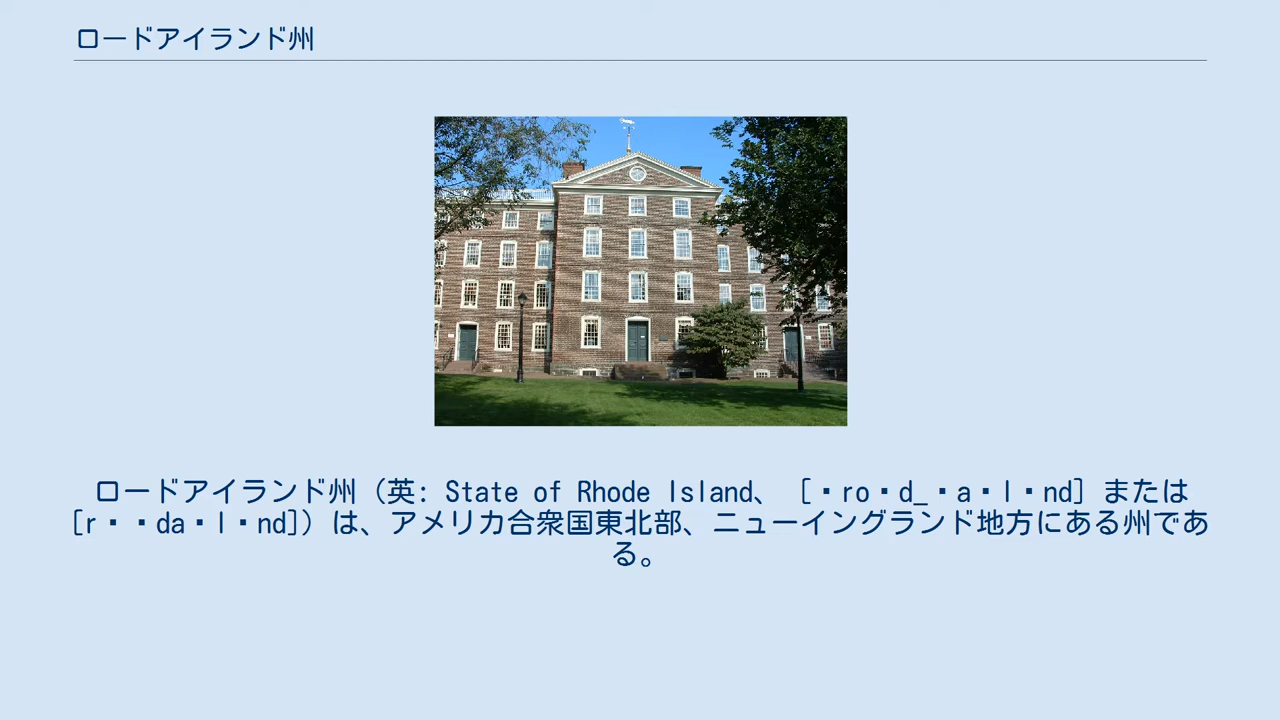 ロードアイランド州
ロードアイランド州（英: State of Rhode Island、 [・ro・d_・a・l・nd] または
[r・・da・l・nd]）は、アメリカ合衆国東北部、ニューイングランド地方にある州であ
る。